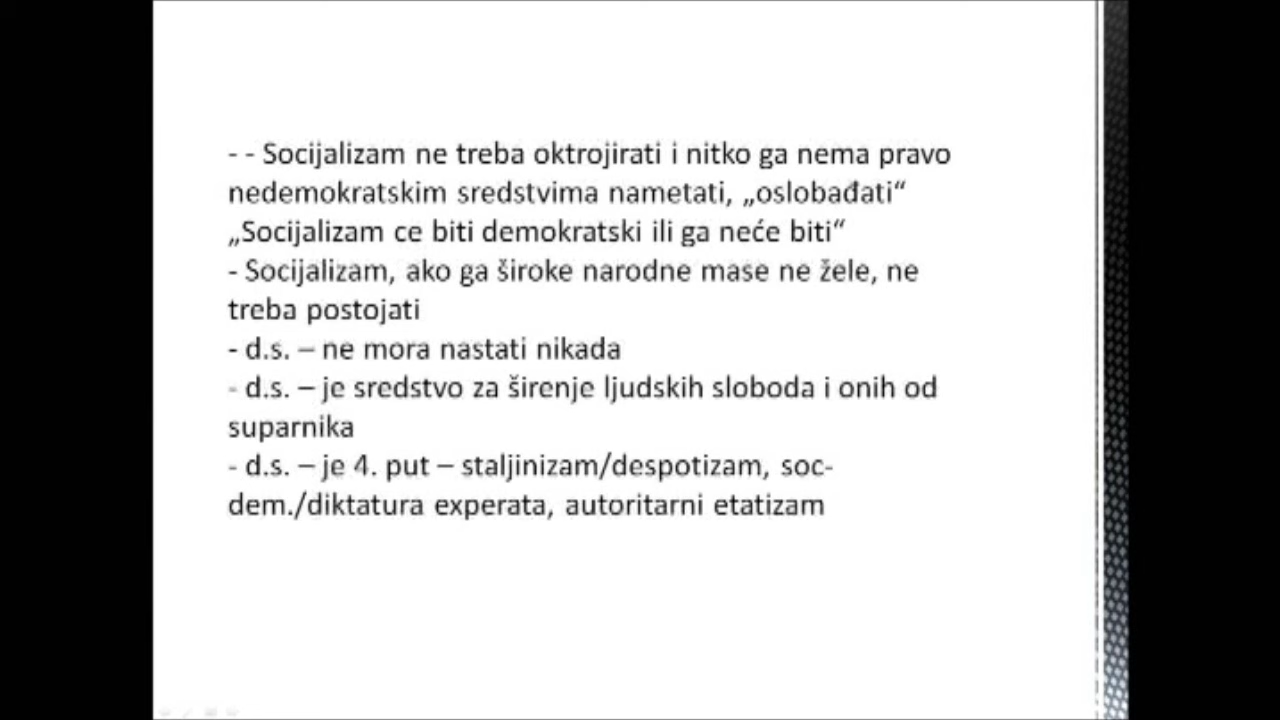 - - Socijalizam ne treba oktrojirati i nitko ga nema pravo
nedemokratskim sredstvima nametati, „oslobađati“
„Socijalizam ce biti demokratski ili ga neće biti“
- Socijalizam, ako ga široke narodne mase ne žele, ne
treba postojati
- d.s. – ne mora nastati nikada
- d.s. – je sredstvo za širenje ljudskih sloboda i onih od
suparnika
- d.s. – je 4. put – staljinizam/despotizam, soc-
dem./diktatura experata, autoritarni etatizam